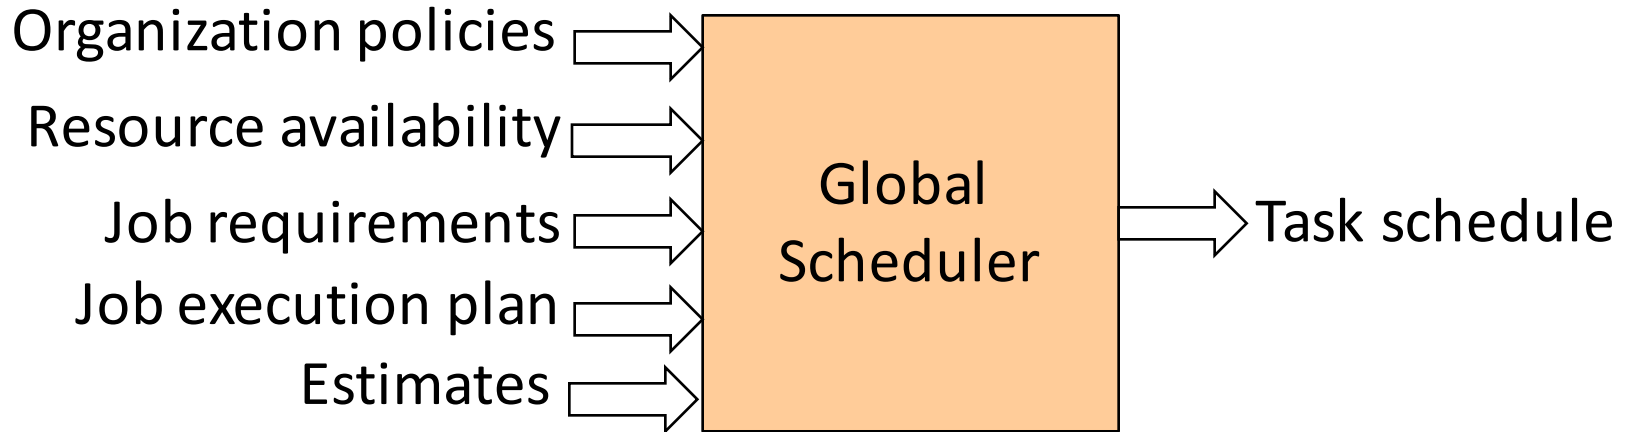 Organization policies
Resource availability
Job requirements
Job execution plan
Estimates
Global
Scheduler
Task schedule